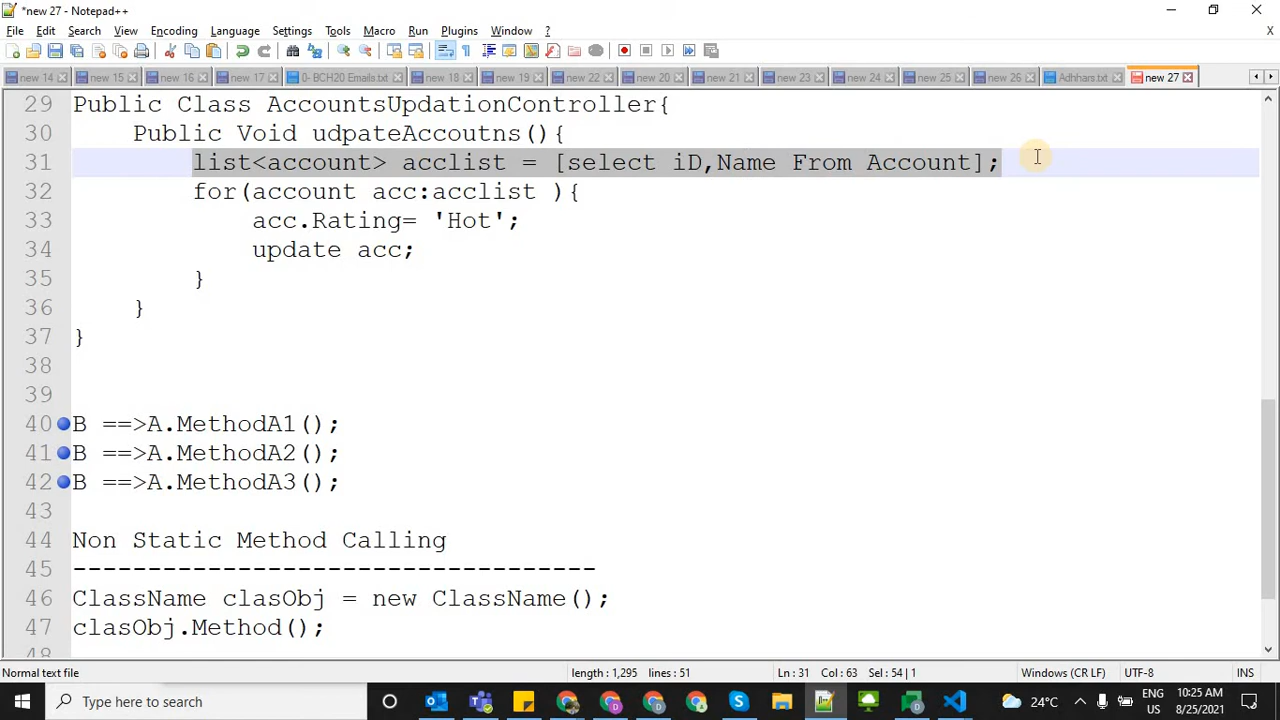 *new 27 - Notepad++
File Edit Search View Encoding Language Settings Tools Macro Run Plugins Window ?
new 14 new 15 new 16 new 17 0- BCH20 Emails.txt new 18 new 19 new 22 new 20 new 21 new 23 new 24 new 25 new 26 Adhhars.txt new 27
29 Public Class AccountsUpdationController{
30 Public Void udpateAccoutns(){
31 list<account> acclist = [select iD,Name From Account];
32 for(account acc:acclist ){
33 acc.Rating= 'Hot';
34 update acc;
35 }
36 }
37 }
38
39
40 B ==>A.MethodA1();
41 B ==>A.MethodA2();
42 B ==>A.MethodA3();
43
44 Non Static Method Calling
45 -----------------------------------
46 ClassName clasObj = new ClassName();
47 clasObj.Method();
48
Normal text file length : 1,295 lines : 51 Ln : 31 Col : 63 Sel : 54 | 1 Windows (CR LF) UTF-8 INS
Type here to search 24°C ENG US 10:25 AM 8/25/2021